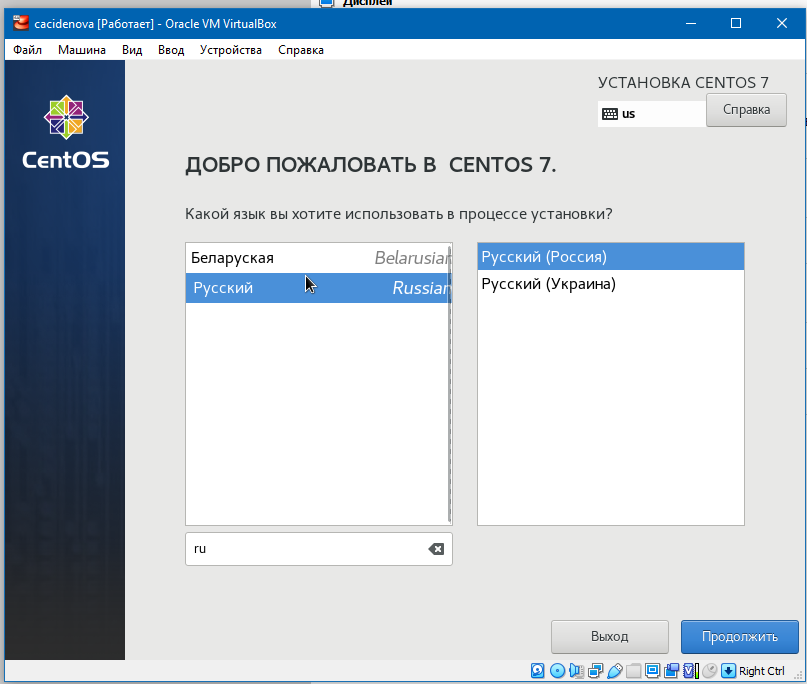 Дисплей
cacidenova [Работает] - Oracle VM VirtualBox
Файл Машина Вид Ввод Устройства Справка
УСТАНОВКА CENTOS 7
us
Справка
CentOS
ДОБРО ПОЖАЛОВАТЬ В CENTOS 7.
Какой язык вы хотите использовать в процессе установки?
Беларуская Belarusian
Русский Russian
Русский (Россия)
Русский (Украина)
ru
Выход Продолжить
Right Ctrl